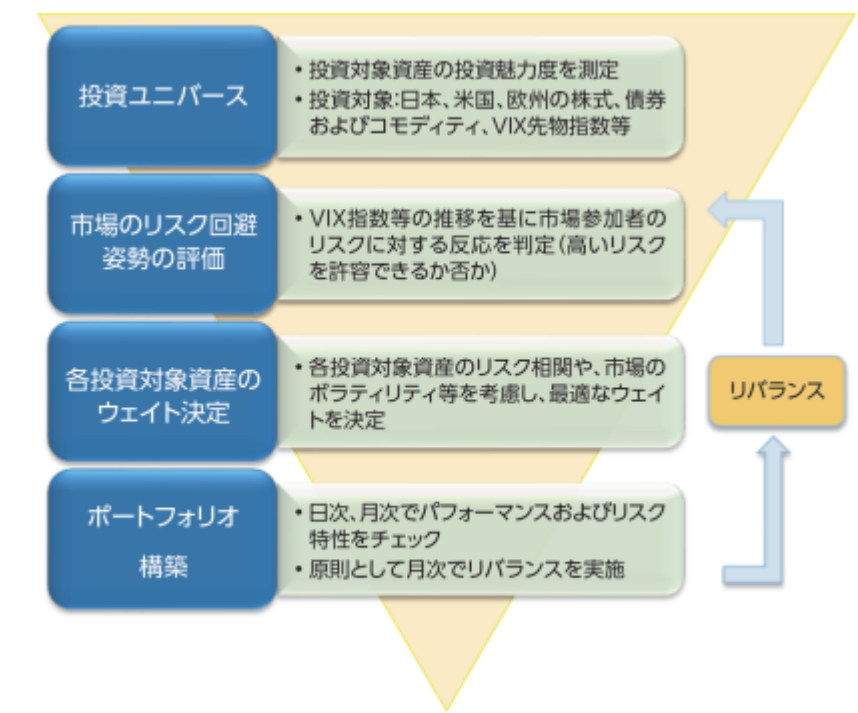 投資ユニバース
・投資対象資産の投資魅力度を測定
・投資対象:日本、米国、欧州の株式、債券
およびコモディティ、VIX先物指数等
市場のリスク回避
姿勢の評価
・VIX指数等の推移を基に市場参加者の
リスクに対する反応を判定(高いリスク
を許容できるか否か)
各投資対象資産の
ウェイト決定
・各投資対象資産のリスク相関や、市場の
ボラティリティ等を考慮し、最適なウェイ
トを決定
リバランス
ポートフォリオ
構築
・日次、月次でパフォーマンスおよびリスク
特性をチェック
・原則として月次でリバランスを実施